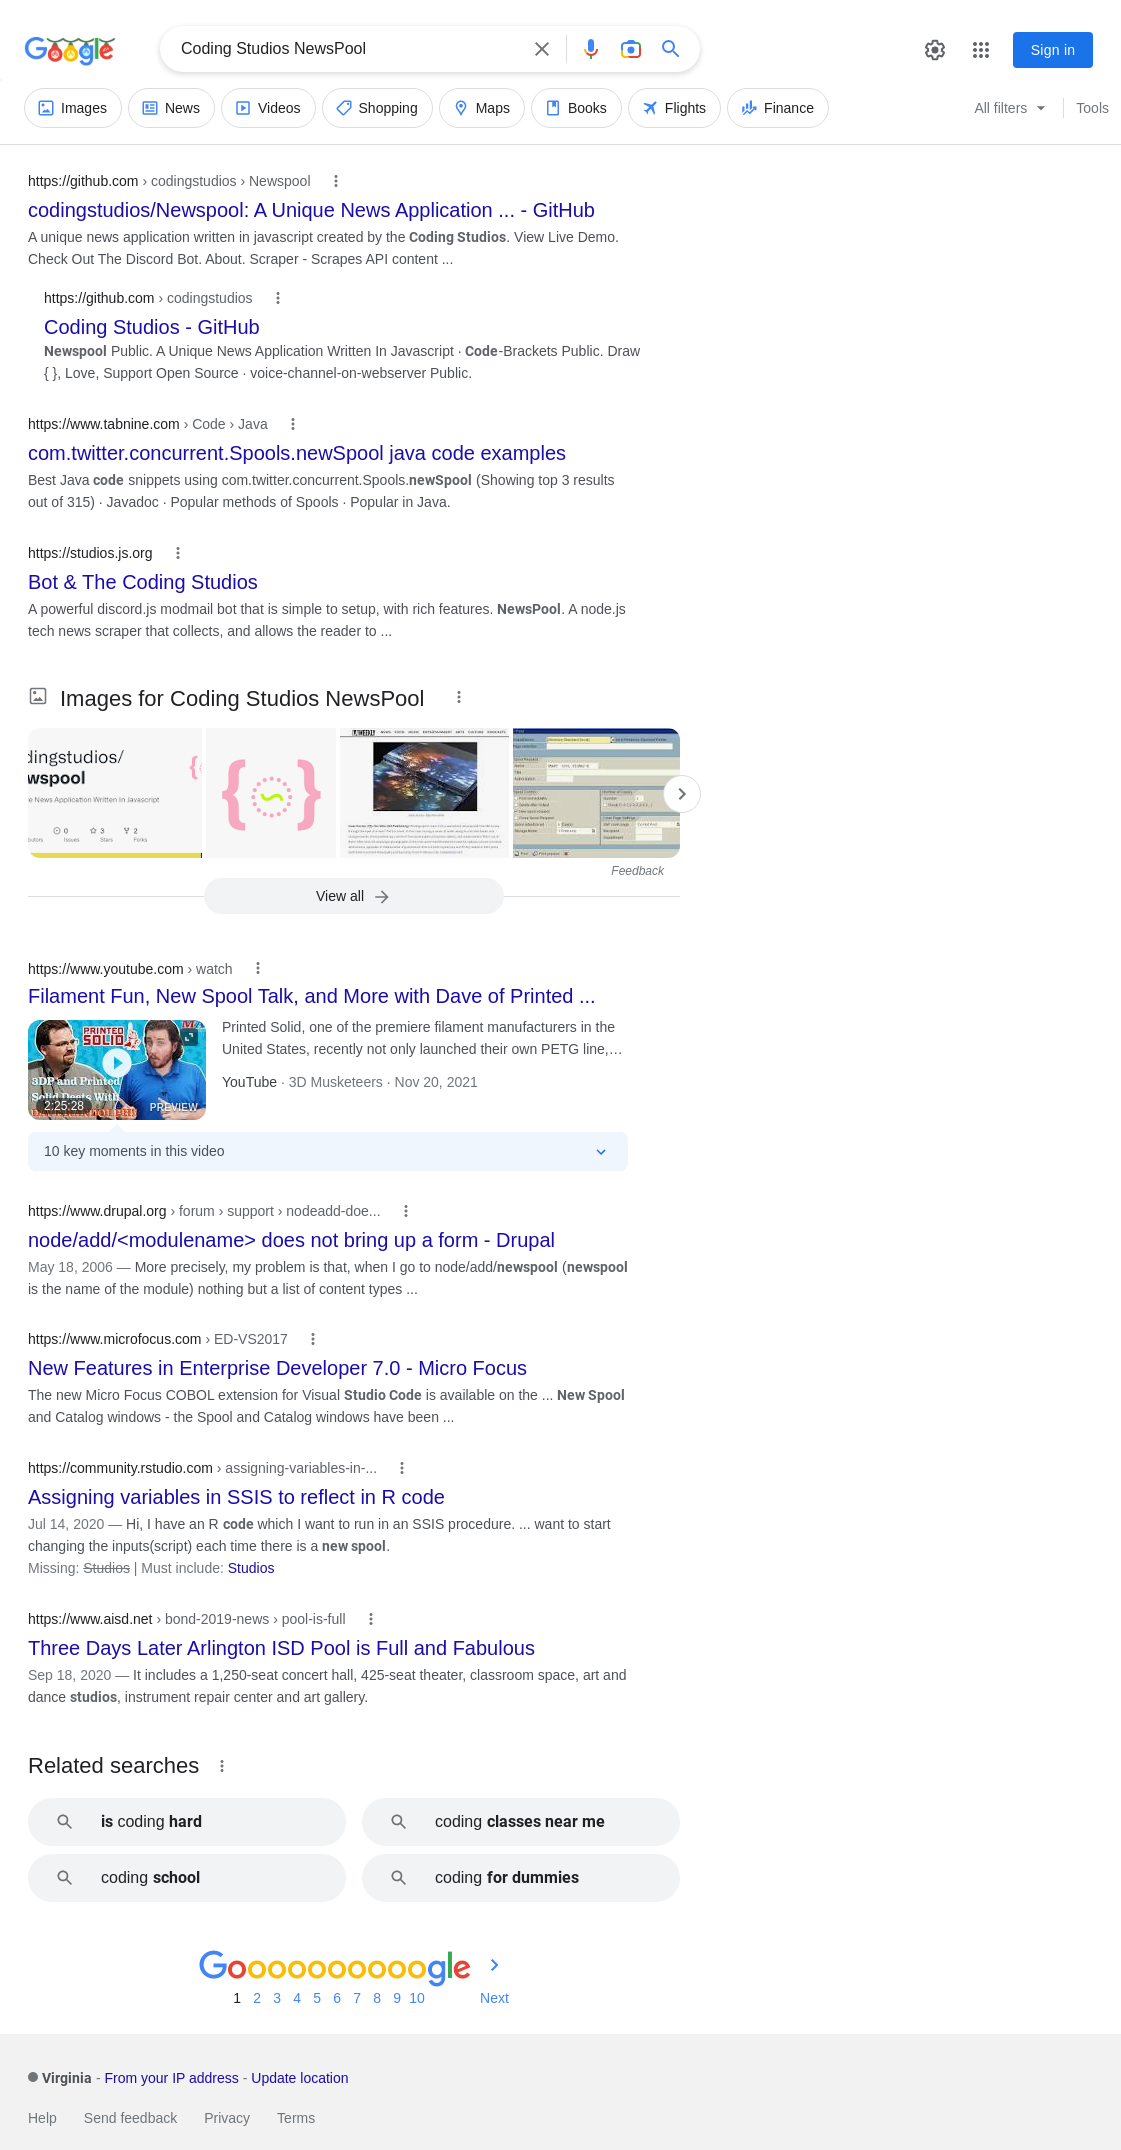 Google
Coding Studios NewsPool
Sign in
Images
News
Videos
Shopping
Maps
Books
Flights
Finance
All filters
Tools
https://github.com › codingstudios › Newspool
codingstudios/Newspool: A Unique News Application ... - GitHub
A unique news application written in javascript created by the Coding Studios. View Live Demo.
Check Out The Discord Bot. About. Scraper - Scrapes API content ...
https://github.com › codingstudios
Coding Studios - GitHub
Newspool Public. A Unique News Application Written In Javascript · Code-Brackets Public. Draw
{ }, Love, Support Open Source · voice-channel-on-webserver Public.
https://www.tabnine.com › Code › Java
com.twitter.concurrent.Spools.newSpool java code examples
Best Java code snippets using com.twitter.concurrent.Spools.newSpool (Showing top 3 results
out of 315) · Javadoc · Popular methods of Spools · Popular in Java.
https://studios.js.org
Bot & The Coding Studios
A powerful discord.js modmail bot that is simple to setup, with rich features. NewsPool. A node.js
tech news scraper that collects, and allows the reader to ...
Images for Coding Studios NewsPool
dingstudios/
wspool
e News Application Written In Javascript
0
3
2
Issues
Stars
Forks
Feedback
View all
https://www.youtube.com › watch
Filament Fun, New Spool Talk, and More with Dave of Printed ...
PRINTED
SOLID
3DP and Printed
Solid Deets With
2:25:28
PREVIEW
Printed Solid, one of the premiere filament manufacturers in the
United States, recently not only launched their own PETG line,...
YouTube · 3D Musketeers · Nov 20, 2021
10 key moments in this video
https://www.drupal.org › forum › support › nodeadd-doe...
node/add/<modulename> does not bring up a form - Drupal
May 18, 2006 — More precisely, my problem is that, when I go to node/add/newspool (newspool
is the name of the module) nothing but a list of content types ...
https://www.microfocus.com › ED-VS2017
New Features in Enterprise Developer 7.0 - Micro Focus
The new Micro Focus COBOL extension for Visual Studio Code is available on the ... New Spool
and Catalog windows - the Spool and Catalog windows have been ...
https://community.rstudio.com › assigning-variables-in-...
Assigning variables in SSIS to reflect in R code
Jul 14, 2020 — Hi, I have an R code which I want to run in an SSIS procedure. ... want to start
changing the inputs(script) each time there is a new spool.
Missing: Studios | Must include: Studios
https://www.aisd.net › bond-2019-news › pool-is-full
Three Days Later Arlington ISD Pool is Full and Fabulous
Sep 18, 2020 — It includes a 1,250-seat concert hall, 425-seat theater, classroom space, art and
dance studios, instrument repair center and art gallery.
Related searches
is coding hard
coding classes near me
coding school
coding for dummies
Goooooooooogle
1 2 3 4 5 6 7 8 9 10 Next
Virginia - From your IP address - Update location
Help Send feedback Privacy Terms